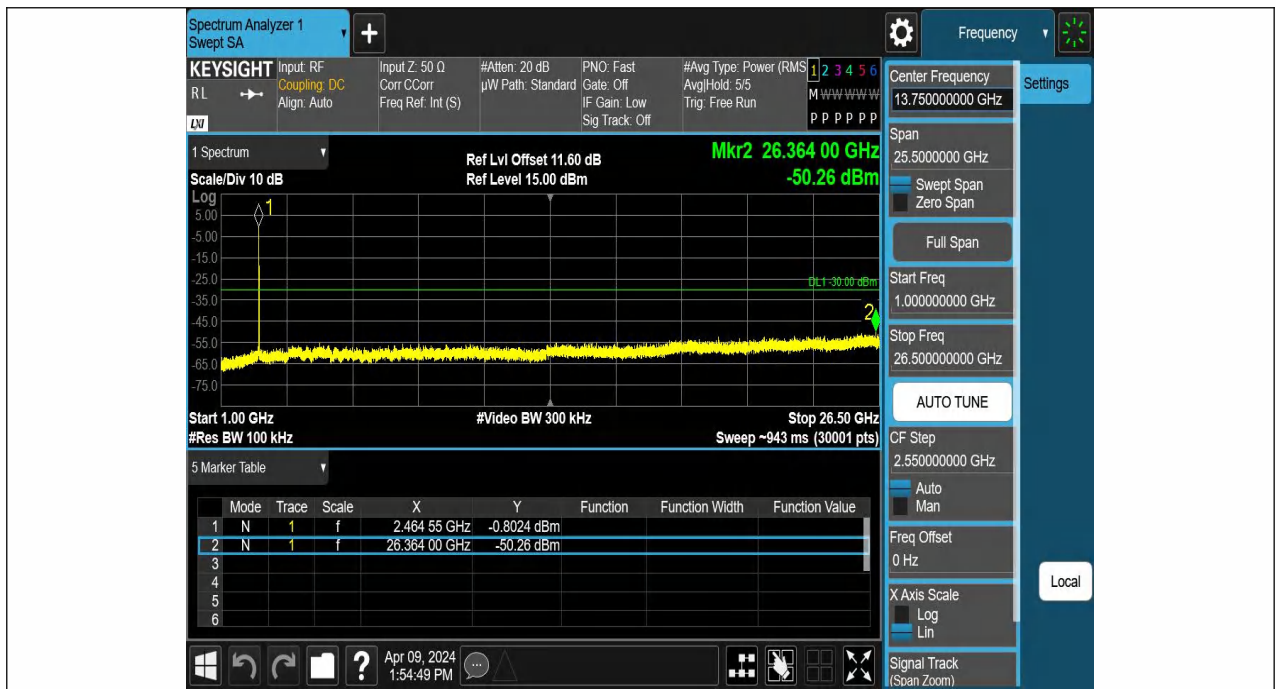 Spectrum Analyzer 1
Swept SA
+
Frequency
KEYSIGHT
RL
LXI
Input: RF
Coupling: DC
Align: Auto
Input Z: 50 Ω
Corr CCorr
Freq Ref: Int (S)
#Atten: 20 dB
µW Path: Standard
PNO: Fast
Gate: Off
IF Gain: Low
Sig Track: Off
#Avg Type: Power (RMS
Avg|Hold: 5/5
Trig: Free Run
1 2 3 4 5 6
M W W W W W
P P P P P P
1 Spectrum
Scale/Div 10 dB
Ref Lvl Offset 11.60 dB
Ref Level 15.00 dBm
Mkr2 26.364 00 GHz
-50.26 dBm
Log
5.00
-5.00
-15.0
-25.0
-35.0
-45.0
-55.0
-65.0
-75.0
1
DL1 -30.00 dBm
2
Start 1.00 GHz
#Video BW 300 kHz
Stop 26.50 GHz
#Res BW 100 kHz
Sweep ~943 ms (30001 pts)
5 Marker Table
Mode Trace Scale X Y Function Function Width Function Value
1 N 1 f 2.464 55 GHz -0.8024 dBm
2 N 1 f 26.364 00 GHz -50.26 dBm
3
4
5
6
?
Apr 09, 2024
1:54:49 PM
Center Frequency
13.750000000 GHz
Settings
Span
25.5000000 GHz
Swept Span
Zero Span
Full Span
Start Freq
1.000000000 GHz
Stop Freq
26.500000000 GHz
AUTO TUNE
CF Step
2.550000000 GHz
Auto
Man
Freq Offset
0 Hz
X Axis Scale
Log
Lin
Local
Signal Track
(Span Zoom)